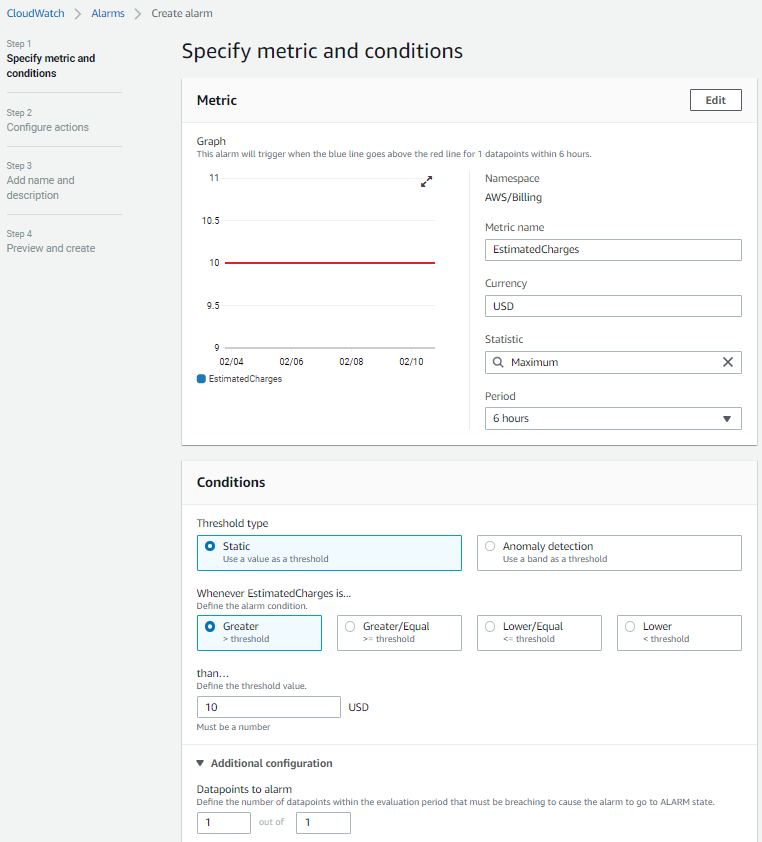 CloudWatch > Alarms > Create alarm
Step 1
Specify metric and
conditions
Step 2
Configure actions
Step 3
Add name and
description
Step 4
Preview and create
Specify metric and conditions
Metric
Edit
Graph
This alarm will trigger when the blue line goes above the red line for 1 datapoints within 6 hours.
11
10.5
10
9.5
9
02/04 02/06 02/08 02/10
EstimatedCharges
Namespace
AWS/Billing
Metric name
EstimatedCharges
Currency
USD
Statistic
Maximum
Period
6 hours
Conditions
Threshold type
Static
Use a value as a threshold
Anomaly detection
Use a band as a threshold
Whenever EstimatedCharges is...
Define the alarm condition.
Greater
> threshold
Greater/Equal
>= threshold
Lower/Equal
<= threshold
Lower
< threshold
than...
Define the threshold value.
10 USD
Must be a number
Additional configuration
Datapoints to alarm
Define the number of datapoints within the evaluation period that must be breaching to cause the alarm to go to ALARM state.
1 out of 1